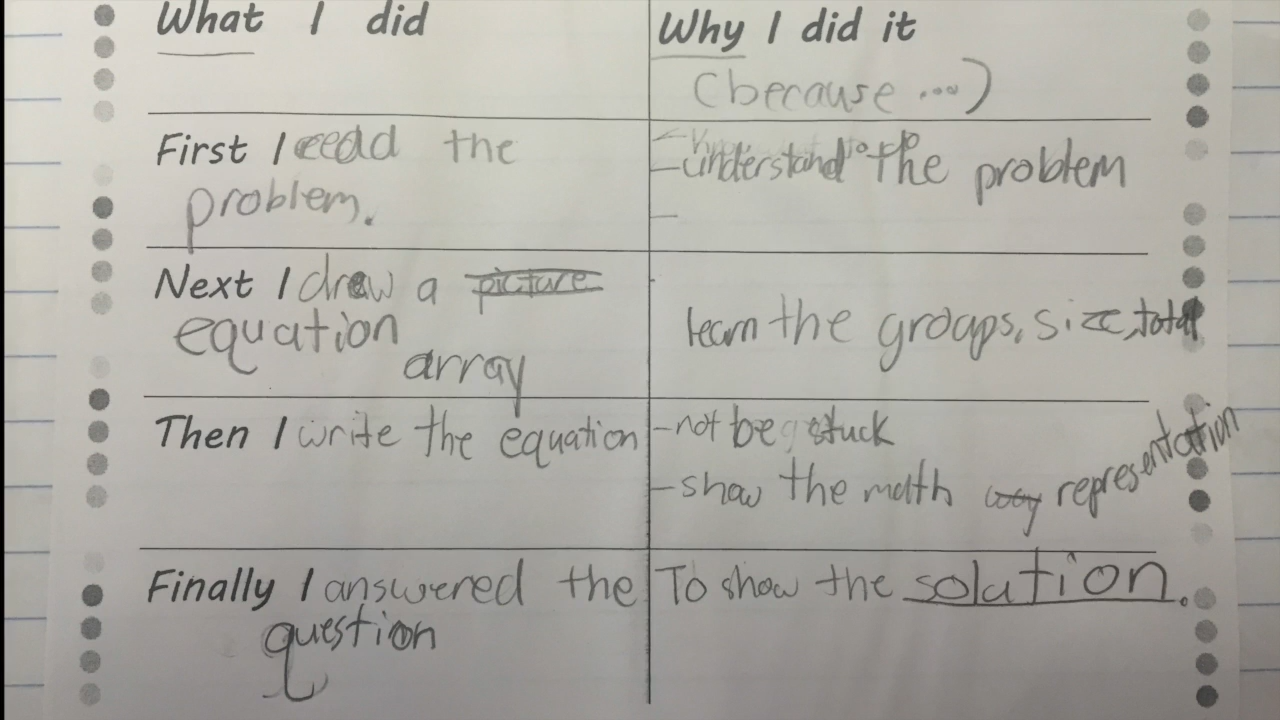 What I did
Why I did it
(because ...)
First I read the
problem.
-understand the problem
Next I draw a picture
equation
array
learn the groups, size, total
Then I write the equation
-not be stuck
-show the math way representation
Finally I answered the
question
To show the solution.